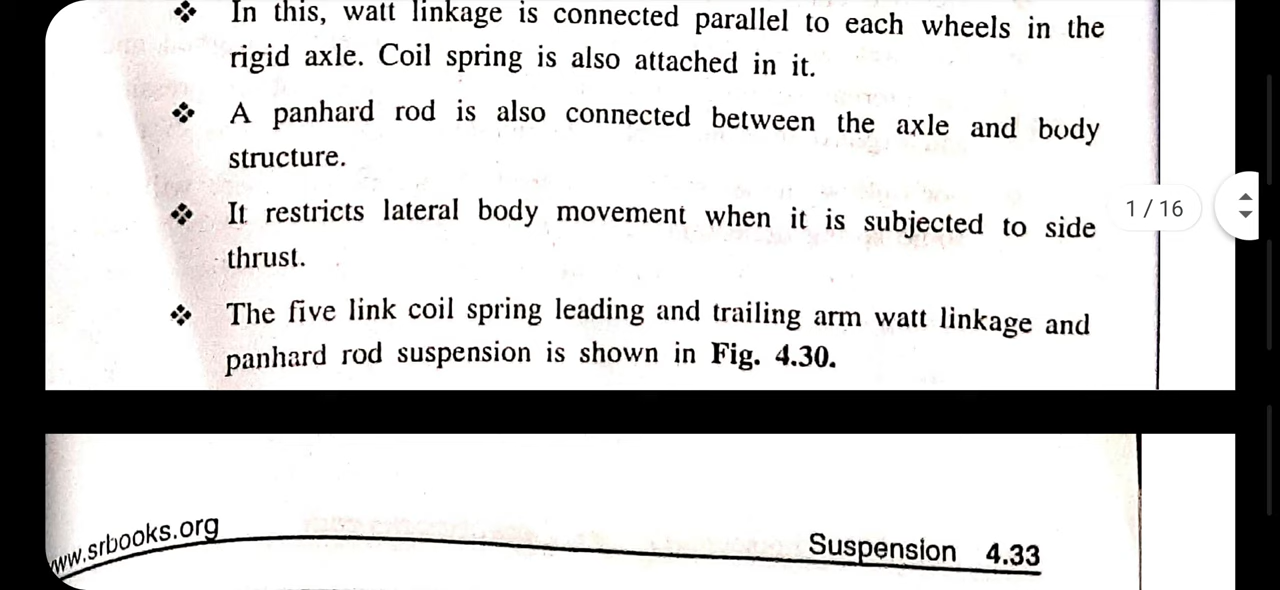 ❖ In this, watt linkage is connected parallel to each wheels in the
rigid axle. Coil spring is also attached in it.
❖ A panhard rod is also connected between the axle and body
structure.
❖ It restricts lateral body movement when it is subjected to side
thrust.
1 / 16
❖ The five link coil spring leading and trailing arm watt linkage and
panhard rod suspension is shown in Fig. 4.30.
ww.srbooks.org
Suspension 4.33